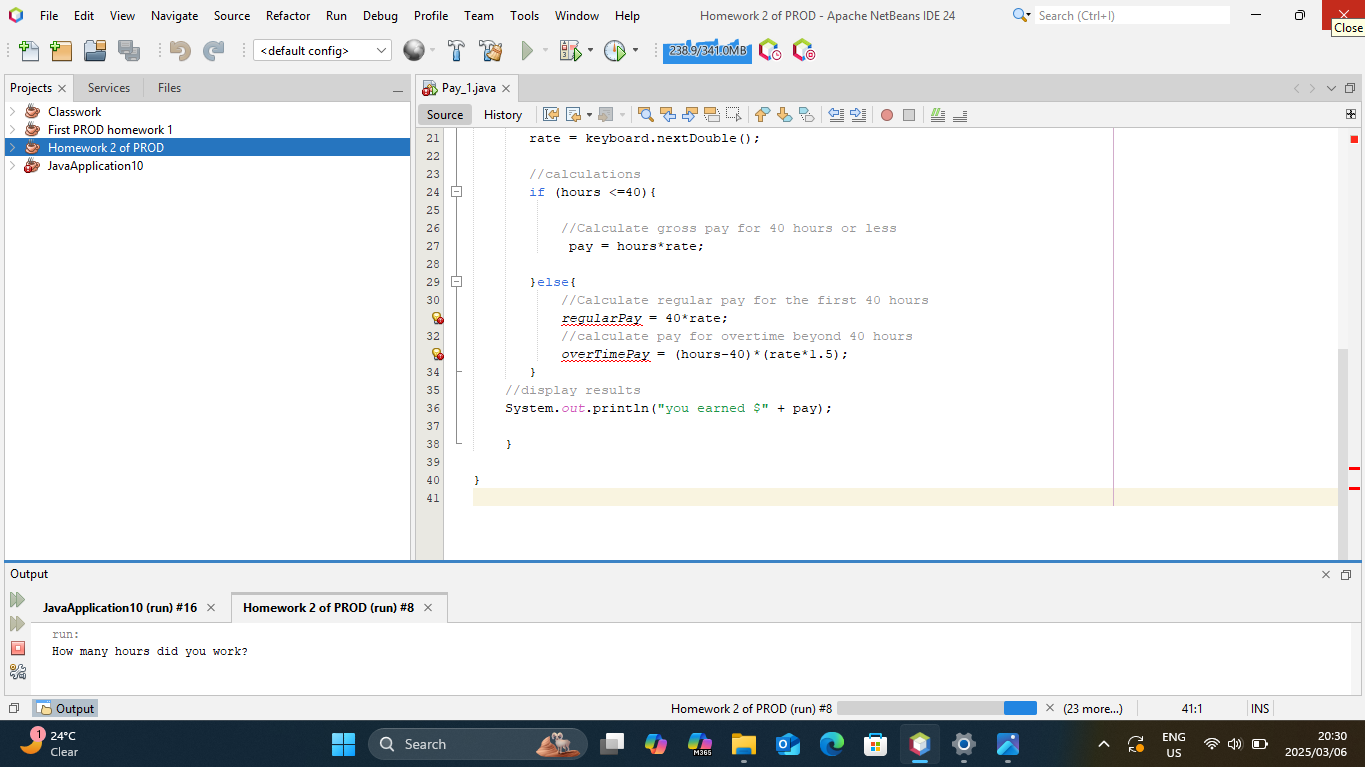 File Edit View Navigate Source Refactor Run Debug Profile Team Tools Window Help Homework 2 of PROD - Apache NetBeans IDE 24 Search (Ctrl+I)
Close
<default config> 238.9/341.0MB
Projects Services Files Pay_1.java
Source History
Classwork
First PROD homework 1
Homework 2 of PROD
JavaApplication10
21 rate = keyboard.nextDouble();
22
23 //calculations
24 if (hours <=40){
25
26 //Calculate gross pay for 40 hours or less
27 pay = hours*rate;
28
29 }else{
30 //Calculate regular pay for the first 40 hours
regularPay = 40*rate;
32 //calculate pay for overtime beyond 40 hours
overTimePay = (hours-40)*(rate*1.5);
34 }
35 //display results
36 System.out.println("you earned $" + pay);
37
38 }
39
40 }
41
Output
JavaApplication10 (run) #16 Homework 2 of PROD (run) #8
run:
How many hours did you work?
Output Homework 2 of PROD (run) #8 (23 more...) 41:1 INS
1 24°C
Clear
Search
M365
ENG
US
20:30
2025/03/06